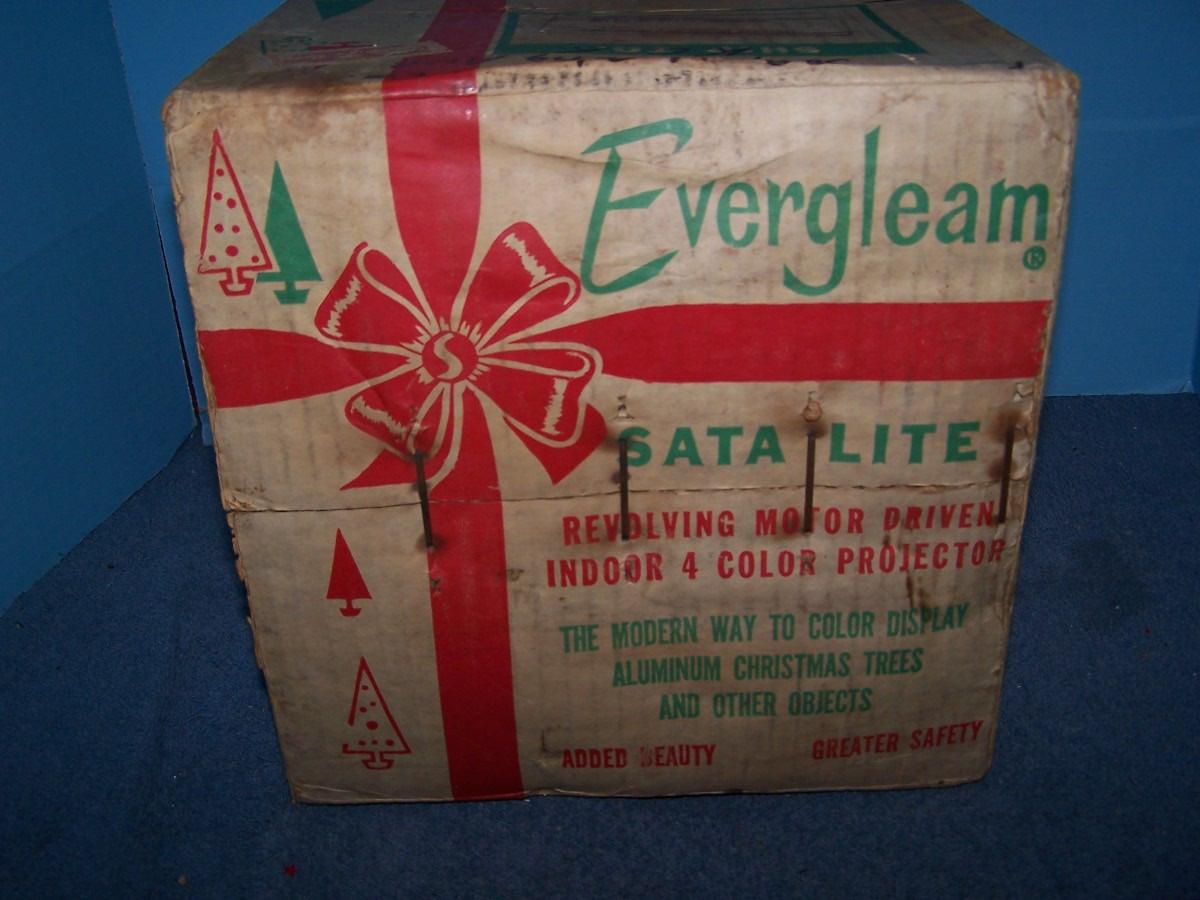 Evergleam®
S
SATA LITE
REVOLVING MOTOR DRIVEN
INDOOR 4 COLOR PROJECTOR
THE MODERN WAY TO COLOR DISPLAY
ALUMINUM CHRISTMAS TREES
AND OTHER OBJECTS
ADDED BEAUTY GREATER SAFETY